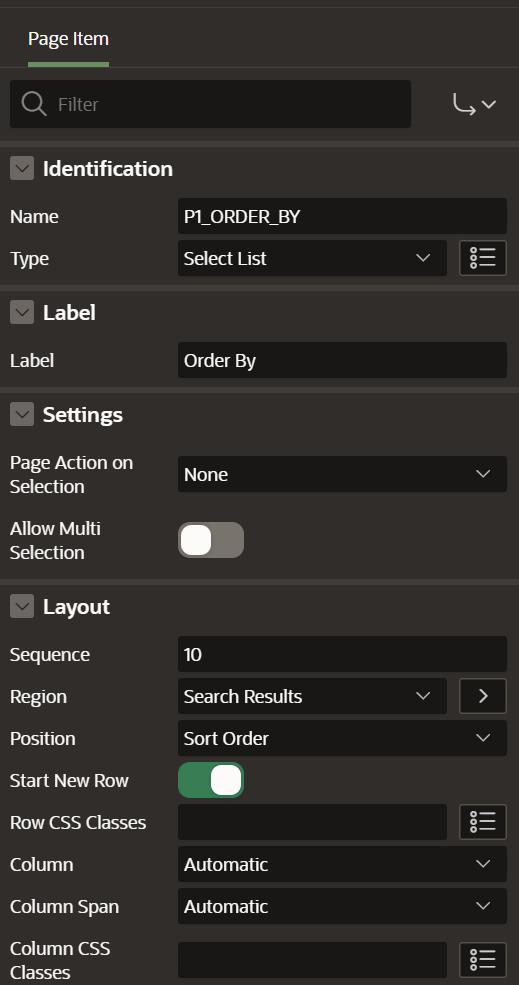 Page Item
Filter
Identification
Name P1_ORDER_BY
Type Select List
Label
Label Order By
Settings
Page Action on
Selection None
Allow Multi
Selection
Layout
Sequence 10
Region Search Results
Position Sort Order
Start New Row
Row CSS Classes
Column Automatic
Column Span Automatic
Column CSS
Classes